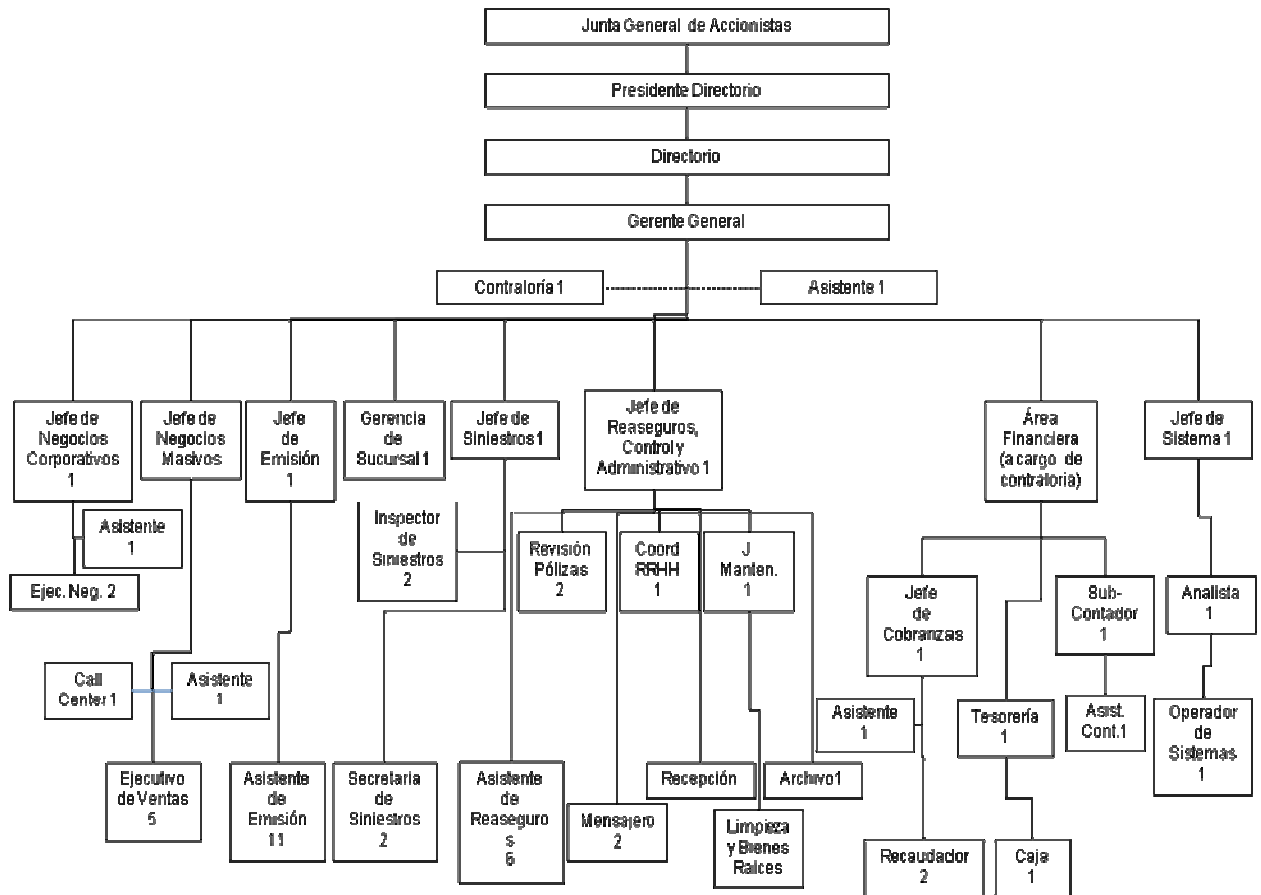 Junta General de Accionistas
Presidente Directorio
Directorio
Gerente General
Contraloría 1
Asistente 1
Jefe de
Negocios
Corporativos
1
Jefe de
Negocios
Masivos
Jefe
de
Emisión
1
Gerencia
de
Sucursal 1
Jefe de
Siniestros 1
Jefe de
Reaseguros,
Control y
Administrativo 1
Área
Financiera
(a cargo de
contraloria)
Jefe de
Sistema 1
Asistente
1
Ejec. Neg. 2
Inspector
de
Siniestros
2
Revisión
Pólizas
2
Coord
RRHH
1
J
Manten.
1
Jefe
de
Cobranzas
1
Sub-
Contador
1
Analista
1
Call
Center 1
Asistente
1
Asistente
1
Tesorería
1
Asist.
Cont.1
Operador
de
Sistemas
1
Ejecutivo
de Ventas
5
Asistente
de
Emisión
11
Secretaria
de
Siniestros
2
Asistente
de
Reaseguro
s
6
Mensajero
2
Recepción
Archivo1
Limpieza
y Bienes
Raíces
Recaudador
2
Caja
1